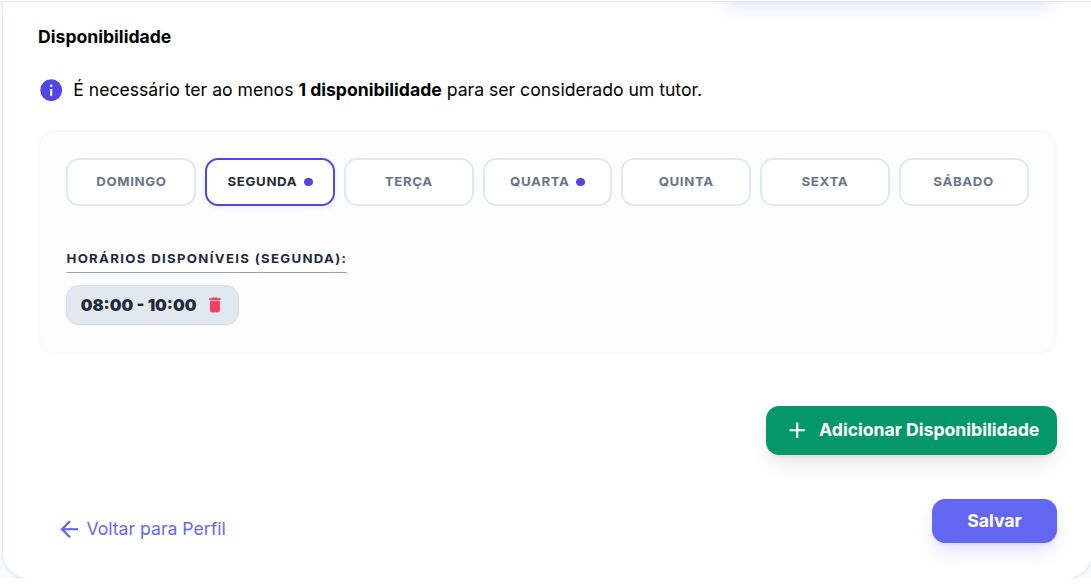 Disponibilidade
É necessário ter ao menos 1 disponibilidade para ser considerado um tutor.
DOMINGO SEGUNDA TERÇA QUARTA QUINTA SEXTA SÁBADO
HORÁRIOS DISPONÍVEIS (SEGUNDA):
08:00 - 10:00
Adicionar Disponibilidade
Voltar para Perfil
Salvar